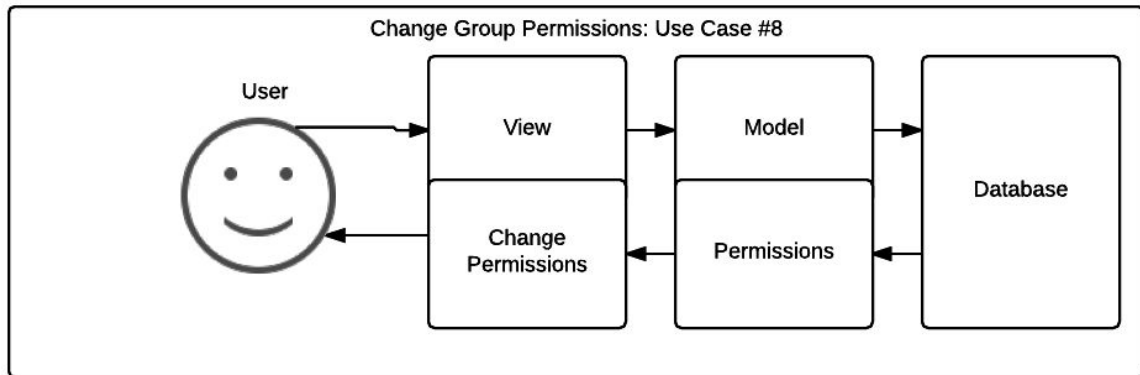 Change Group Permissions: Use Case #8
User
View
Model
Database
Change
Permissions
Permissions